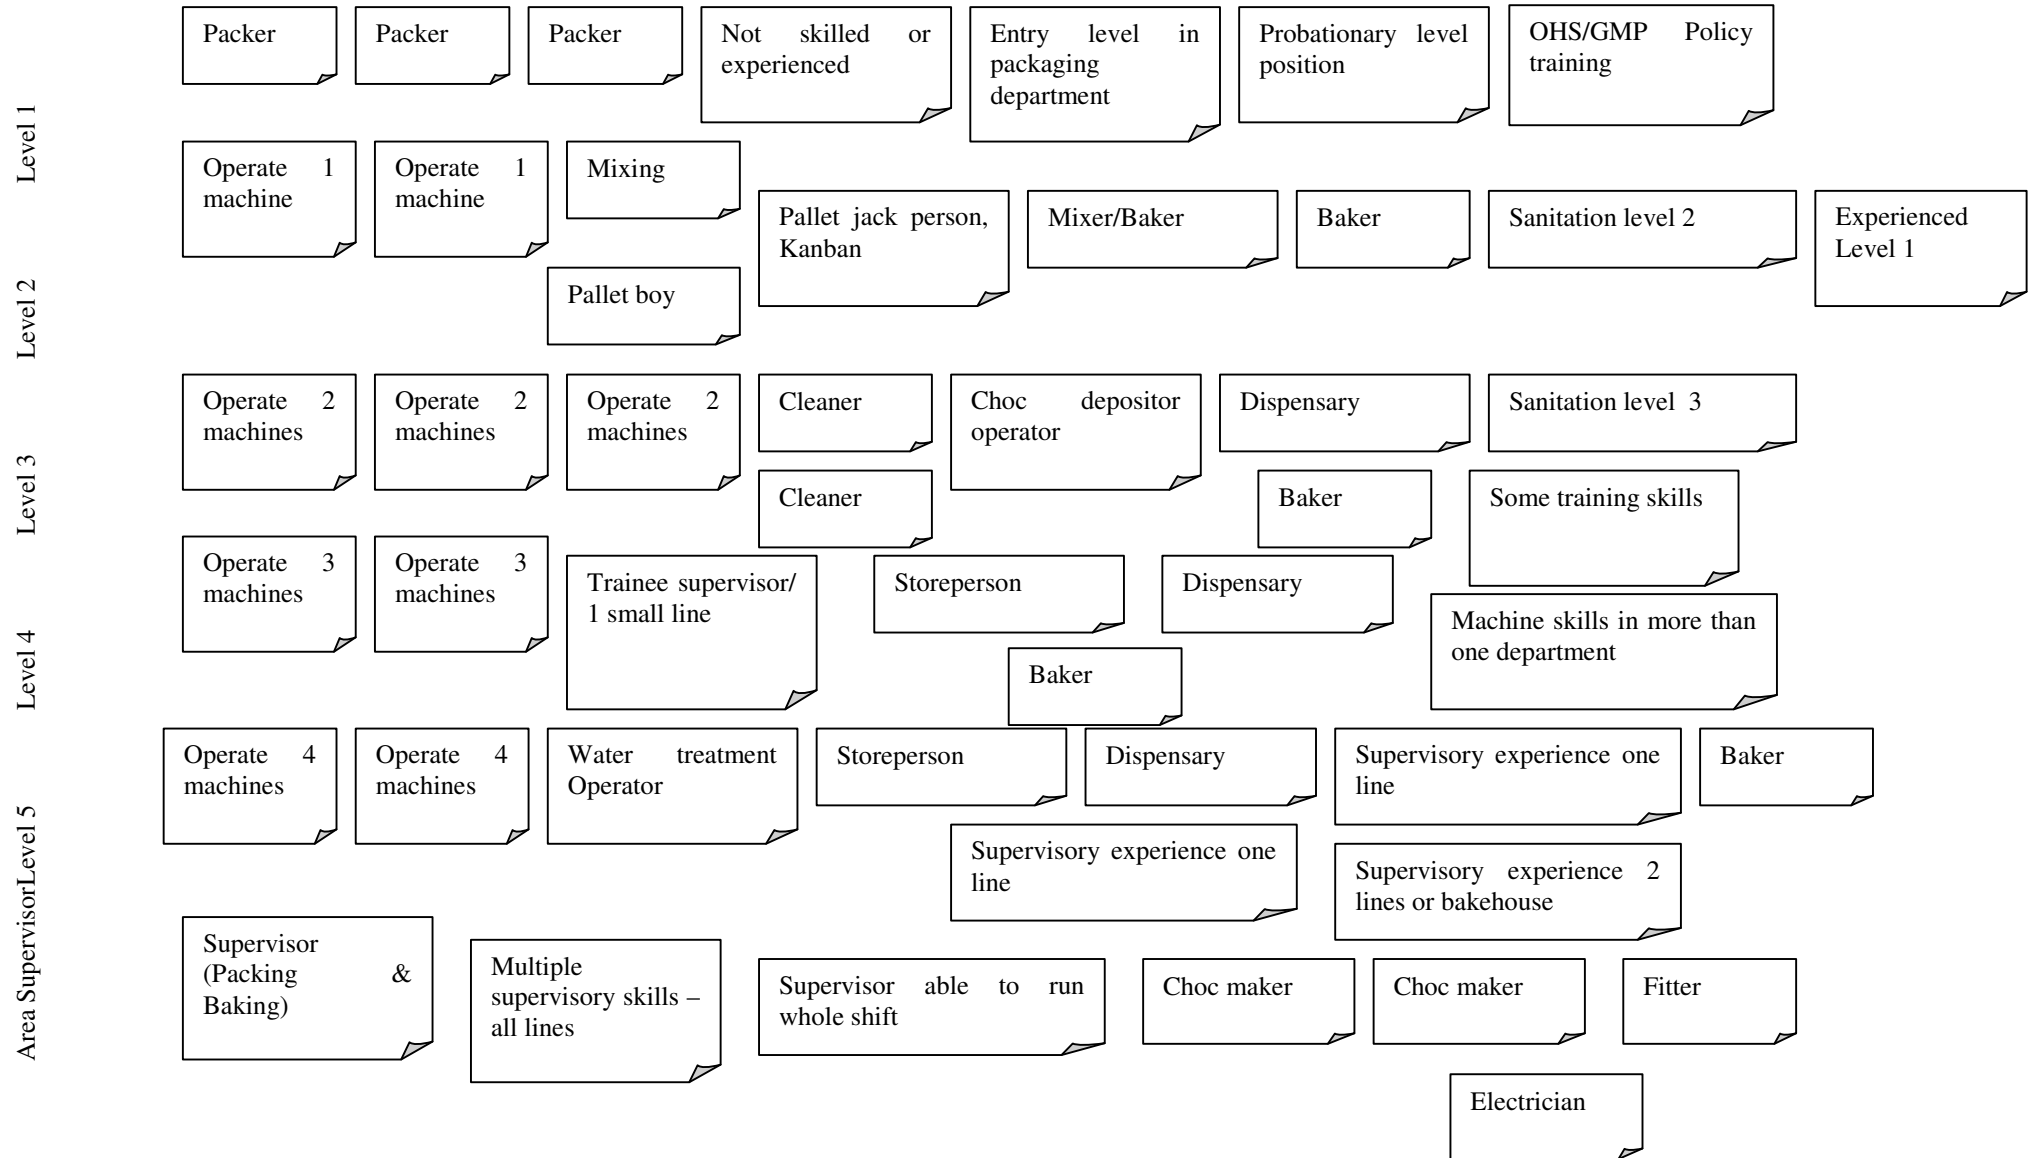 Level 1
Packer
Packer
Packer
Not skilled or
experienced
Entry level in
packaging
department
Probationary level
position
OHS/GMP Policy
training
Level 2
Operate 1
machine
Operate 1
machine
Mixing
Pallet boy
Pallet jack person,
Kanban
Mixer/Baker
Baker
Sanitation level 2
Experienced
Level 1
Level 3
Operate 2
machines
Operate 2
machines
Operate 2
machines
Cleaner
Cleaner
Choc depositor
operator
Dispensary
Baker
Sanitation level 3
Some training skills
Level 4
Operate 3
machines
Operate 3
machines
Trainee supervisor/
1 small line
Storeperson
Baker
Dispensary
Machine skills in more than
one department
Level 5
Operate 4
machines
Operate 4
machines
Water treatment
Operator
Storeperson
Dispensary
Supervisory experience one
line
Baker
Supervisory experience one
line
Supervisory experience 2
lines or bakehouse
Area Supervisor
Supervisor
(Packing &
Baking)
Multiple
supervisory skills –
all lines
Supervisor able to run
whole shift
Choc maker
Choc maker
Fitter
Electrician